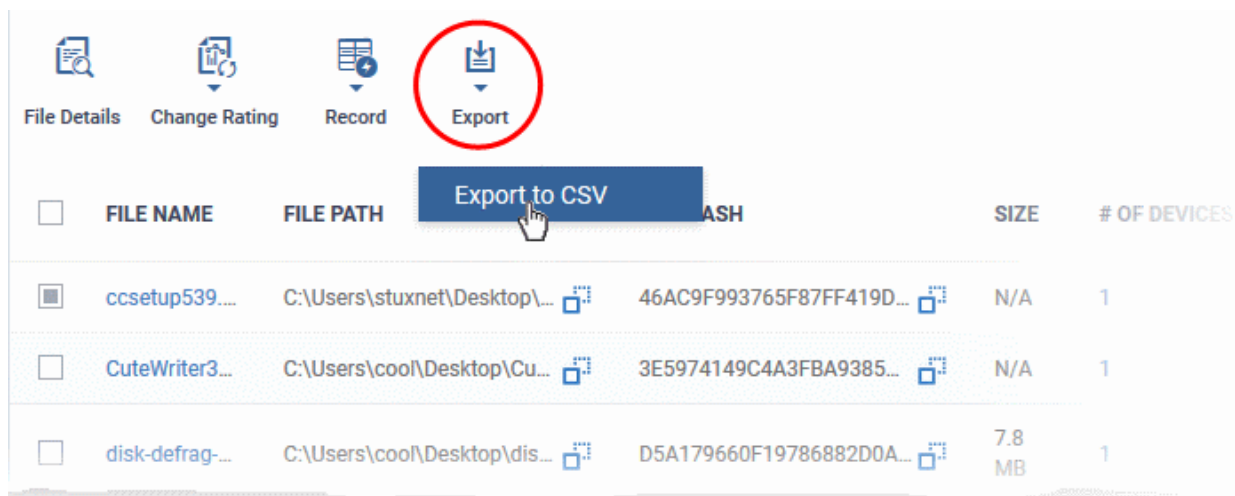 File Details Change Rating Record Export
Export to CSV
FILE NAME FILE PATH ASH SIZE # OF DEVICES
ccsetup539.... C:\Users\stuxnet\Desktop\... 46AC9F993765F87FF419D... N/A 1
CuteWriter3... C:\Users\cool\Desktop\Cu... 3E5974149C4A3FBA9385... N/A 1
disk-defrag-... C:\Users\cool\Desktop\dis... D5A179660F19786882D0A... 7.8 MB 1